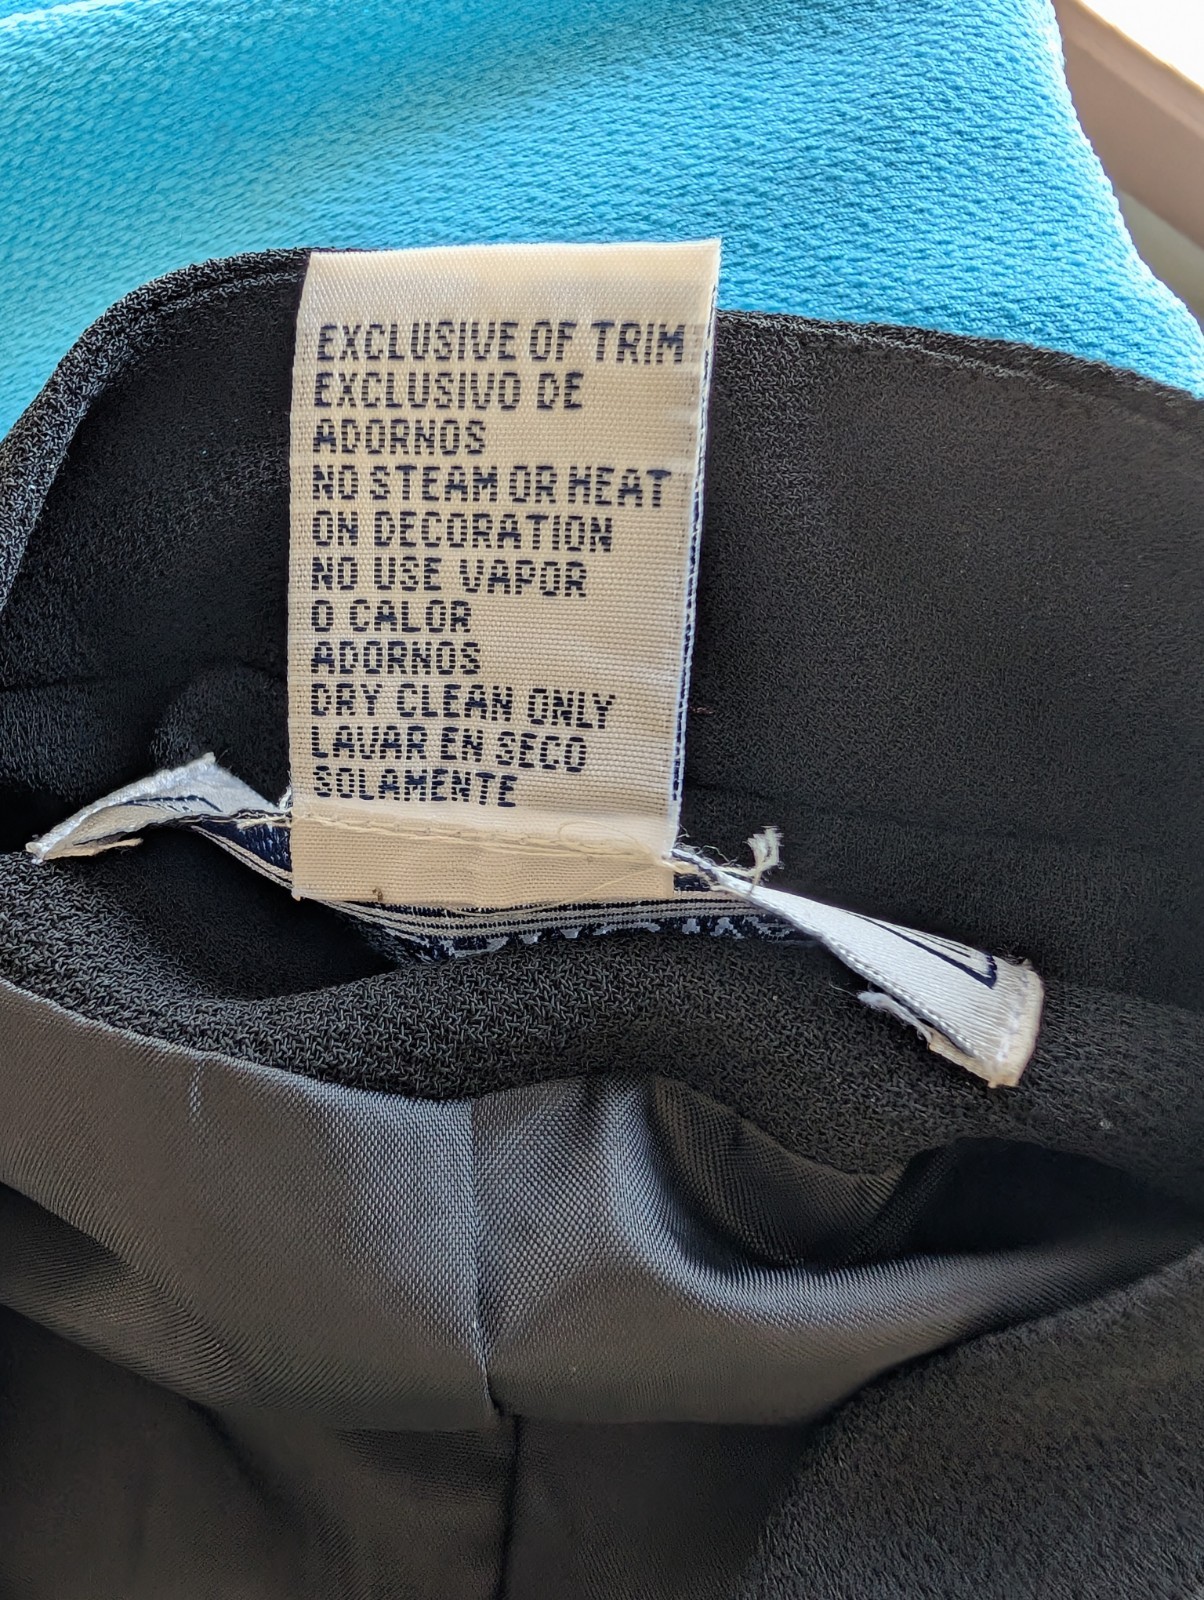 EXCLUSIVE OF TRIM
EXCLUSIVO DE
ADORNOS
NO STEAM OR HEAT
ON DECORATION
NO USE VAPOR
O CALOR
ADORNOS
DRY CLEAN ONLY
LAVAR EN SECO
SOLAMENTE